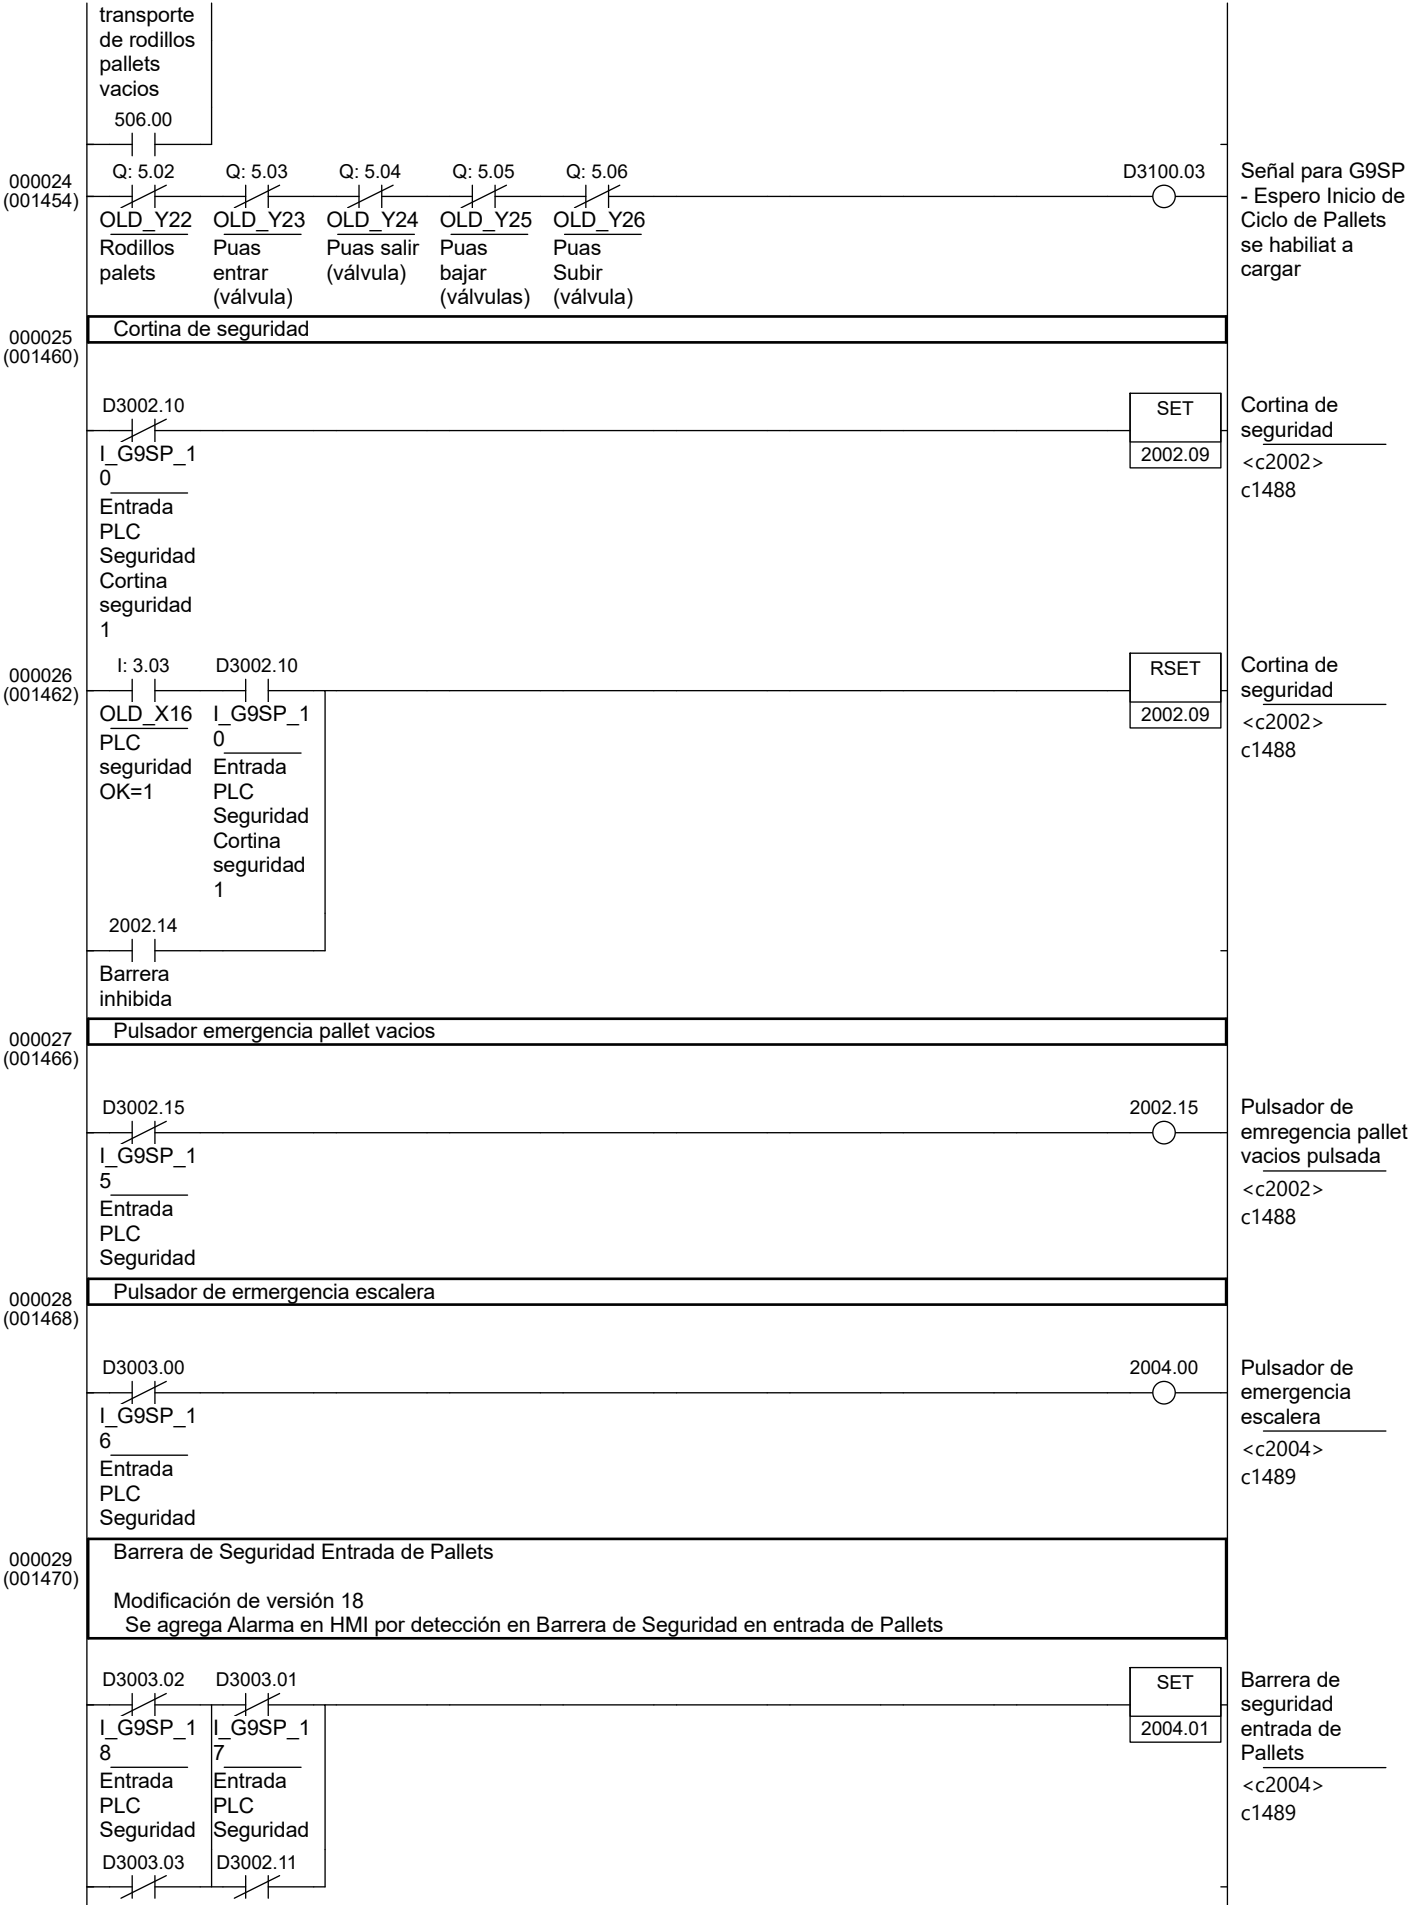 transporte
de rodillos
pallets
vacios
506.00
000024
(001454)
Q: 5.02 Q: 5.03 Q: 5.04 Q: 5.05 Q: 5.06 D3100.03
OLD_Y22 OLD_Y23 OLD_Y24 OLD_Y25 OLD_Y26
Rodillos
palets
Puas
entrar
(válvula)
Puas salir
(válvula)
Puas
bajar
(válvulas)
Puas
Subir
(válvula)
Señal para G9SP
- Espero Inicio de
Ciclo de Pallets
se habiliat a
cargar
000025
(001460)
Cortina de seguridad
D3002.10
I_G9SP_1
0
Entrada
PLC
Seguridad
Cortina
seguridad
1
SET
2002.09
Cortina de
seguridad
<c2002>
c1488
000026
(001462)
I: 3.03
OLD_X16
PLC
seguridad
OK=1
D3002.10
I_G9SP_1
0
Entrada
PLC
Seguridad
Cortina
seguridad
1
RSET
2002.09
Cortina de
seguridad
<c2002>
c1488
2002.14
Barrera
inhibida
000027
(001466)
Pulsador emergencia pallet vacios
D3002.15
I_G9SP_1
5
Entrada
PLC
Seguridad
2002.15
Pulsador de
emregencia pallet
vacios pulsada
<c2002>
c1488
000028
(001468)
Pulsador de ermergencia escalera
D3003.00
I_G9SP_1
6
Entrada
PLC
Seguridad
2004.00
Pulsador de
emergencia
escalera
<c2004>
c1489
000029
(001470)
Barrera de Seguridad Entrada de Pallets
Modificación de versión 18
Se agrega Alarma en HMI por detección en Barrera de Seguridad en entrada de Pallets
D3003.02
I_G9SP_1
8
Entrada
PLC
Seguridad
D3003.01
I_G9SP_1
7
Entrada
PLC
Seguridad
SET
2004.01
Barrera de
seguridad
entrada de
Pallets
<c2004>
c1489
D3003.03 D3002.11